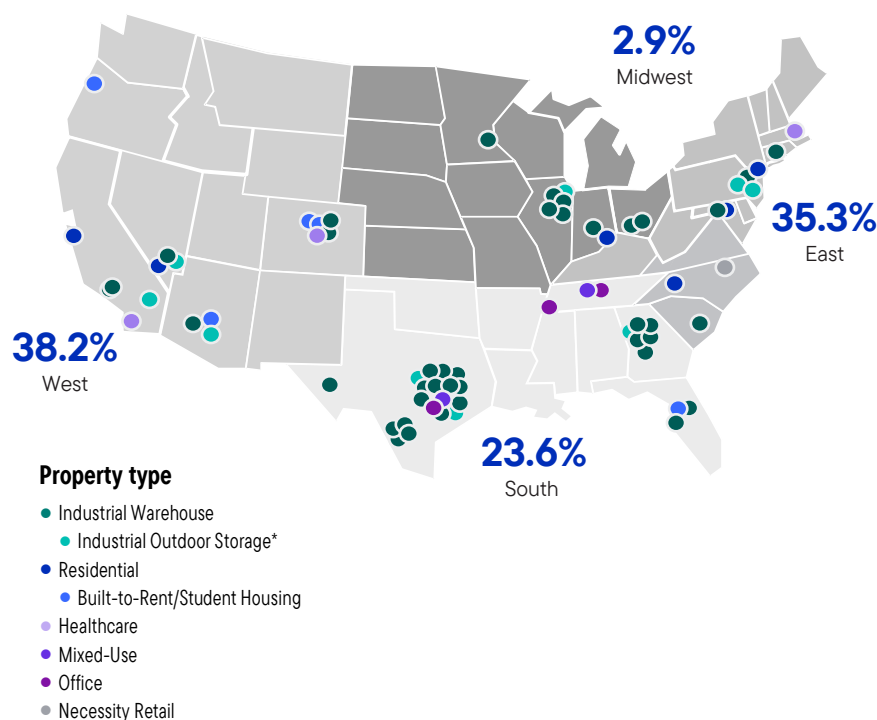 2.9%
Midwest
35.3%
East
38.2%
West
23.6%
South
Property type
Industrial Warehouse
Industrial Outdoor Storage*
Residential
Built-to-Rent/Student Housing
Healthcare
Mixed-Use
Office
Necessity Retail